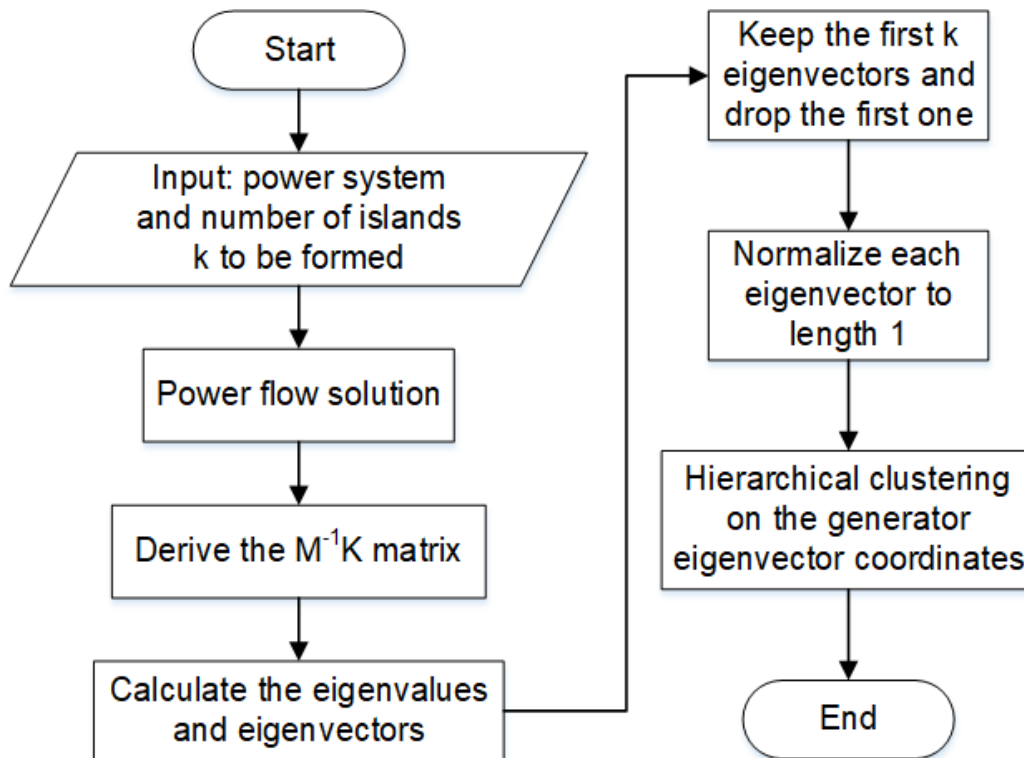 Start
Input: power system
and number of islands
k to be formed
Power flow solution
Derive the M⁻¹K matrix
Calculate the eigenvalues
and eigenvectors
Keep the first k
eigenvectors and
drop the first one
Normalize each
eigenvector to
length 1
Hierarchical clustering
on the generator
eigenvector coordinates
End